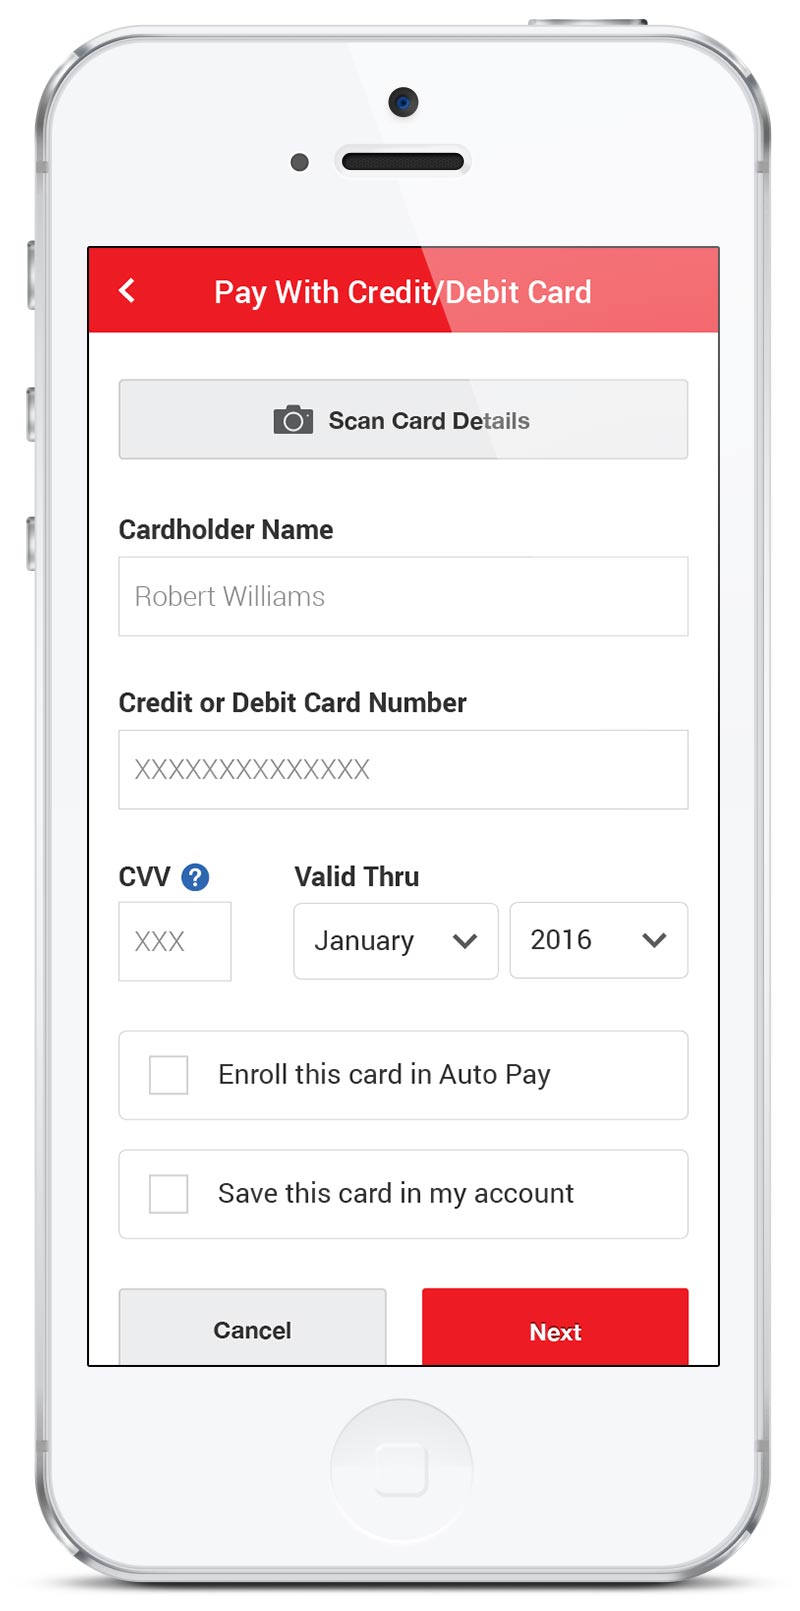 Pay With Credit/Debit Card
Scan Card Details
Cardholder Name
Robert Williams
Credit or Debit Card Number
XXXXXXXXXXXXXX
CVV ? Valid Thru
XXX January 2016
Enroll this card in Auto Pay
Save this card in my account
Cancel Next